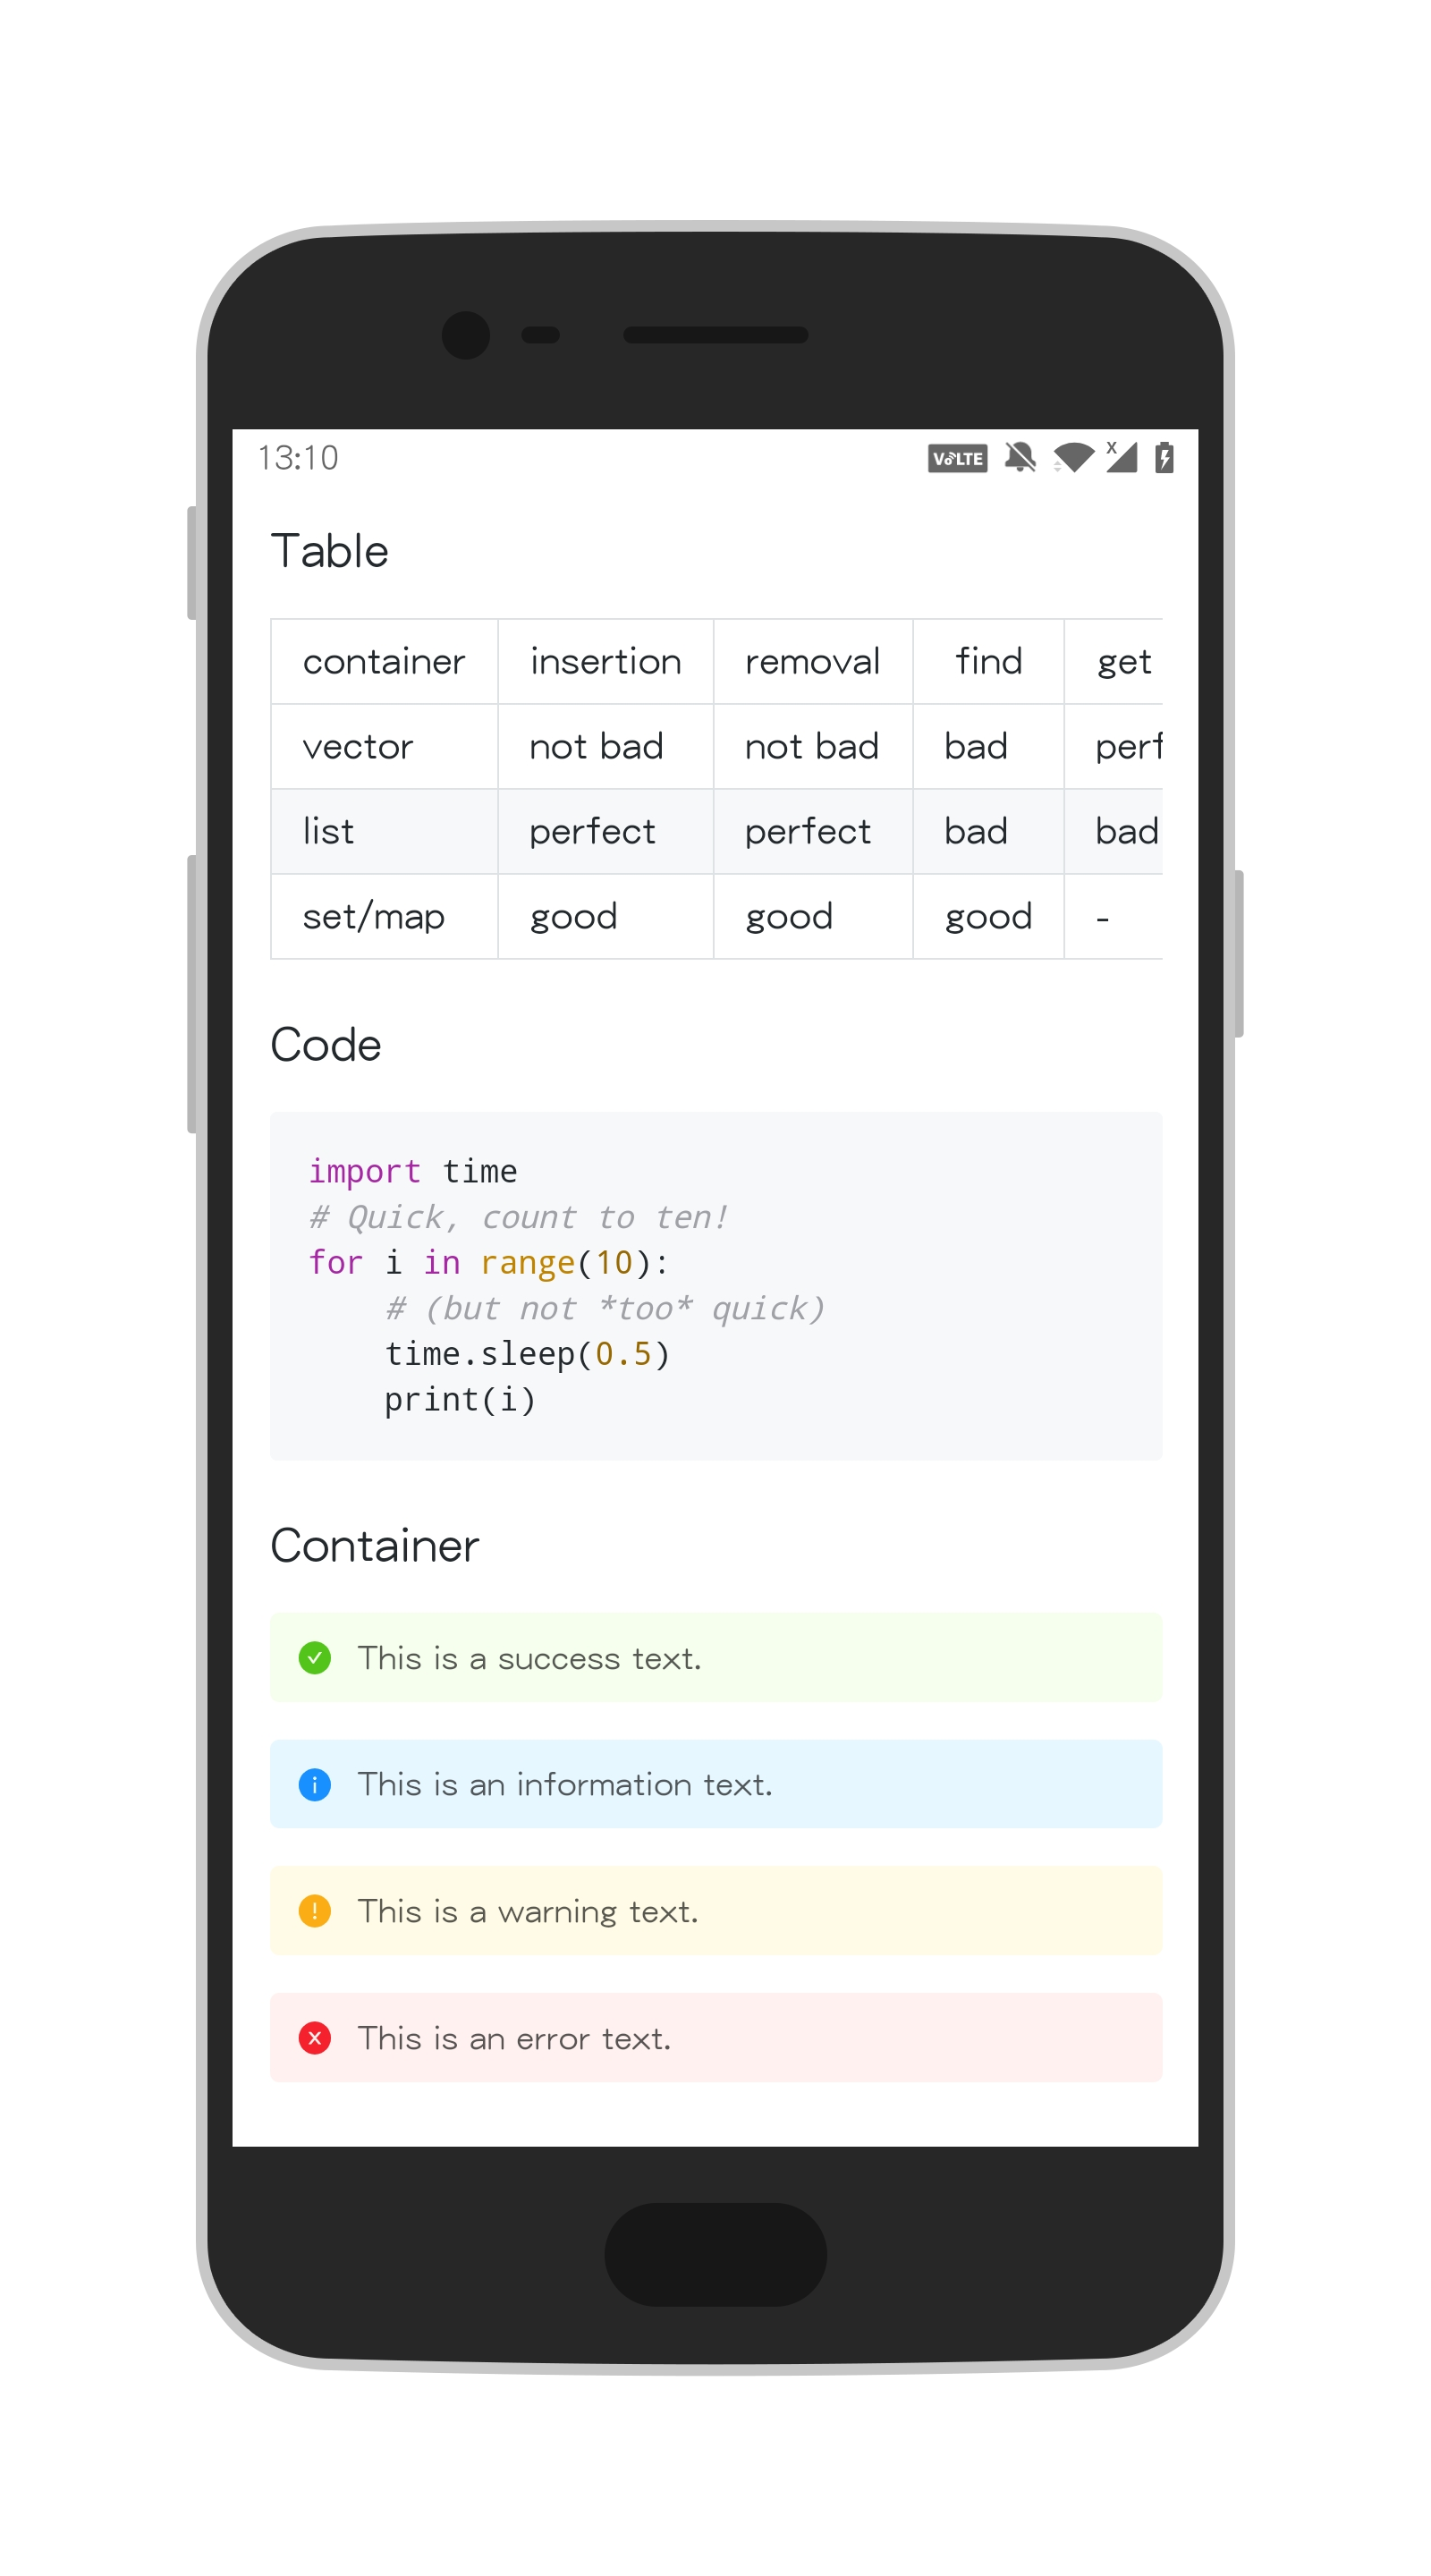 13:10 VoLTE X
Table
container insertion removal find get
vector not bad not bad bad perf
list perfect perfect bad bad
set/map good good good -
Code
import time
# Quick, count to ten!
for i in range(10):
    # (but not *too* quick)
    time.sleep(0.5)
    print(i)
Container
This is a success text.
This is an information text.
This is a warning text.
This is an error text.